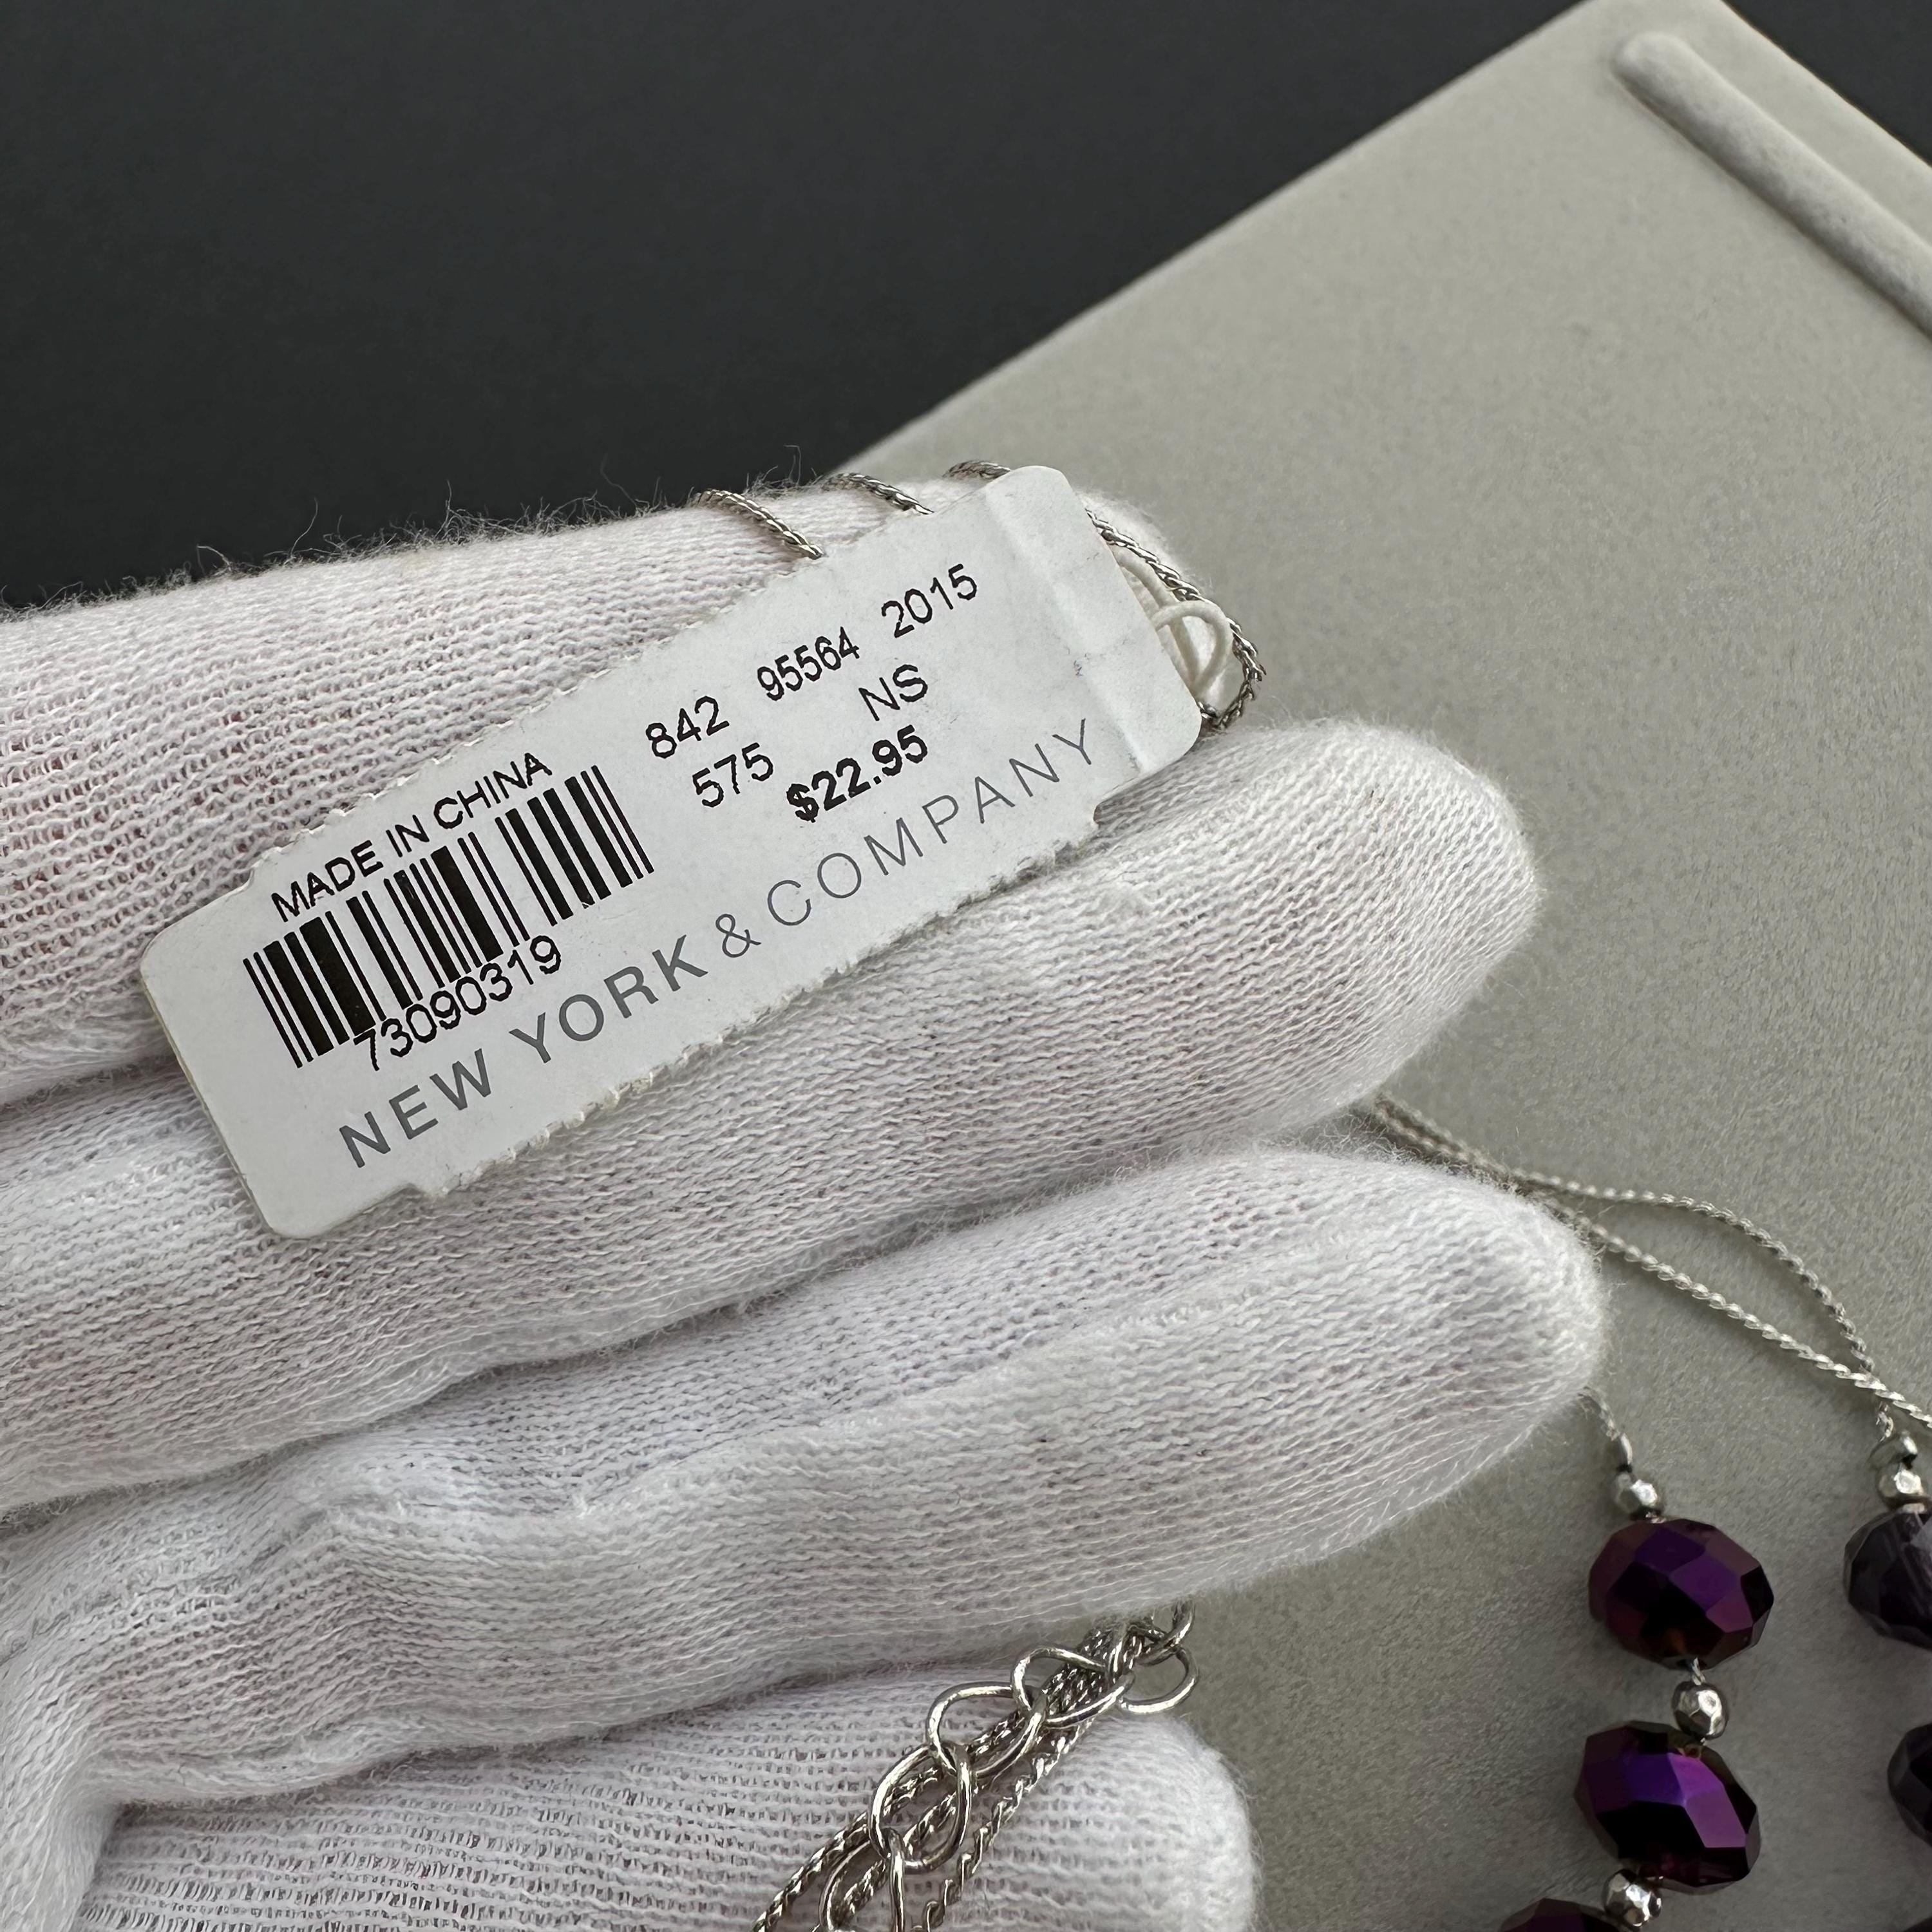 842 95564 2015
575 NS
$22.95
MADE IN CHINA
73090319
NEW YORK & COMPANY